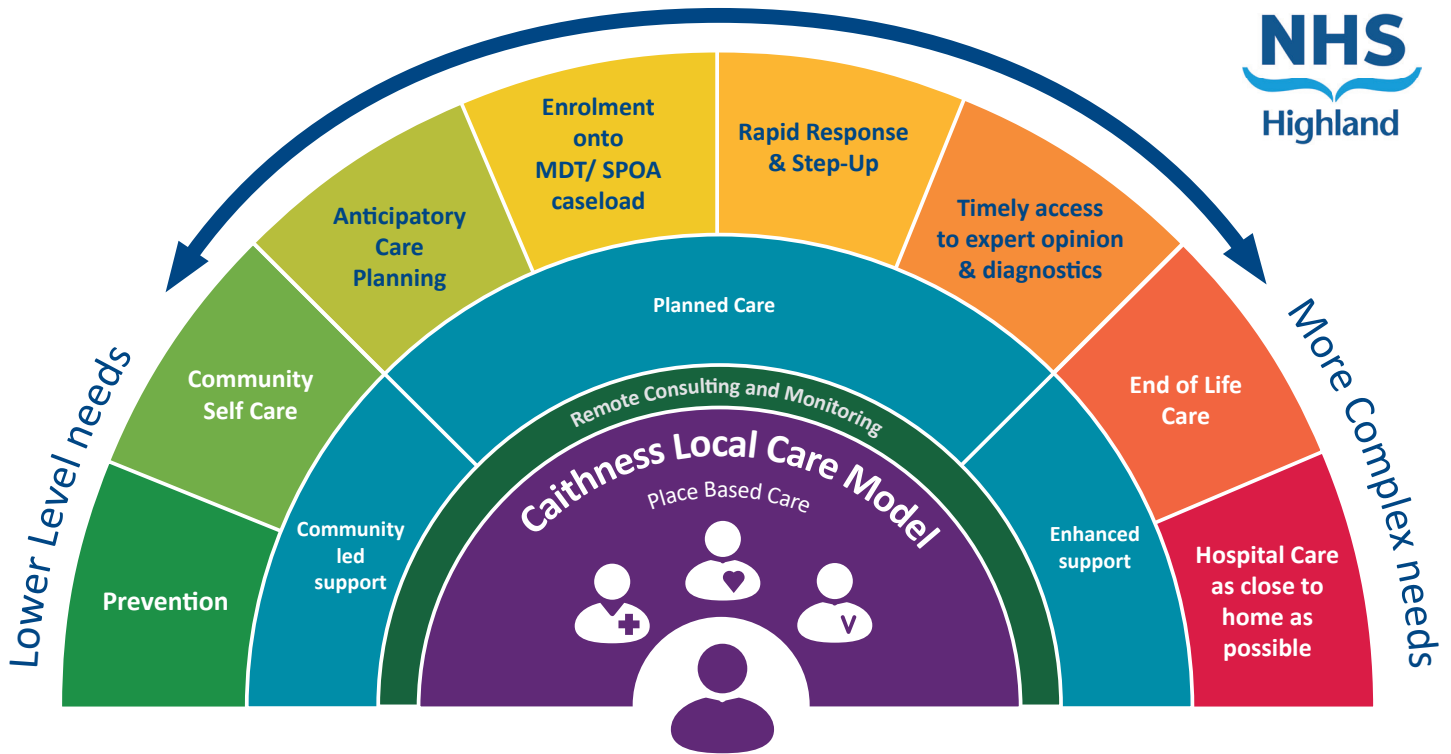 NHS
Highland
Lower Level needs
More Complex needs
Prevention
Community
Self Care
Anticipatory
Care
Planning
Enrolment
onto
MDT/ SPOA
caseload
Rapid Response
& Step-Up
Timely access
to expert opinion
& diagnostics
End of Life
Care
Hospital Care
as close to
home as
possible
Community
led
support
Planned Care
Enhanced
support
Remote Consulting and Monitoring
Caithness Local Care Model
Place Based Care
V